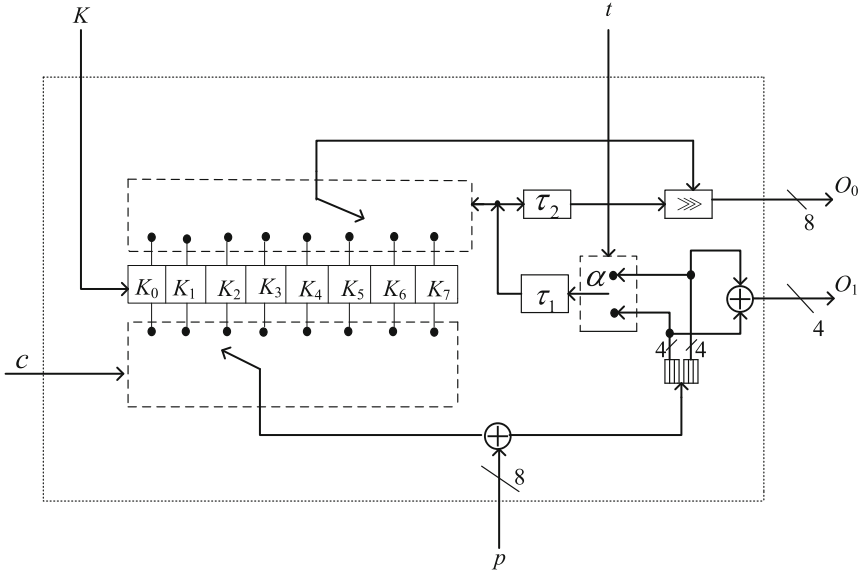 K
t
τ₂
⋙
O₀
8
K₀ K₁ K₂ K₃ K₄ K₅ K₆ K₇
α
τ₁
O₁
4
4 4
c
8
p